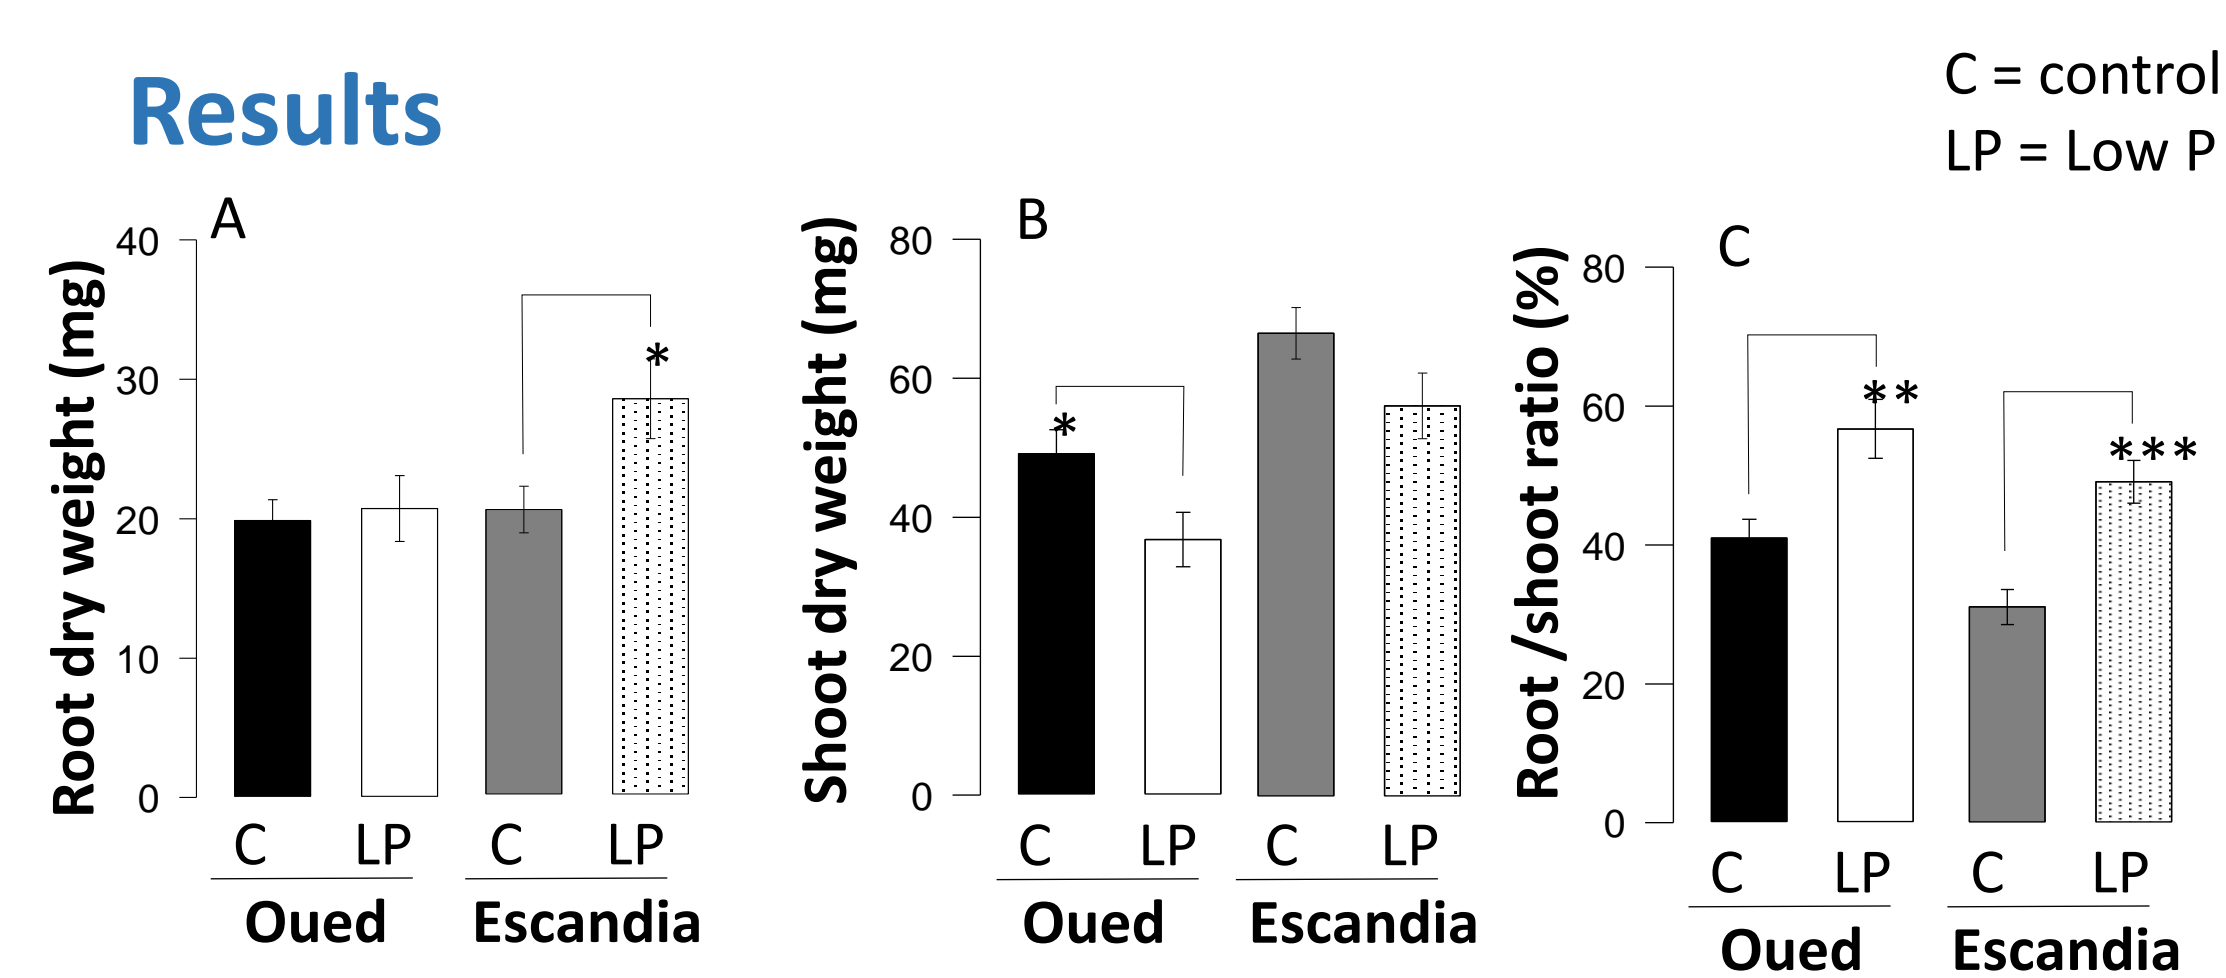 Results
C = control
LP = Low P
A
Root dry weight (mg)
40
30
20
10
0
*
C LP C LP
Oued Escandia
B
Shoot dry weight (mg)
80
60
40
20
0
*
C LP C LP
Oued Escandia
C
Root /shoot ratio (%)
80
60
40
20
0
**
***
C LP C LP
Oued Escandia